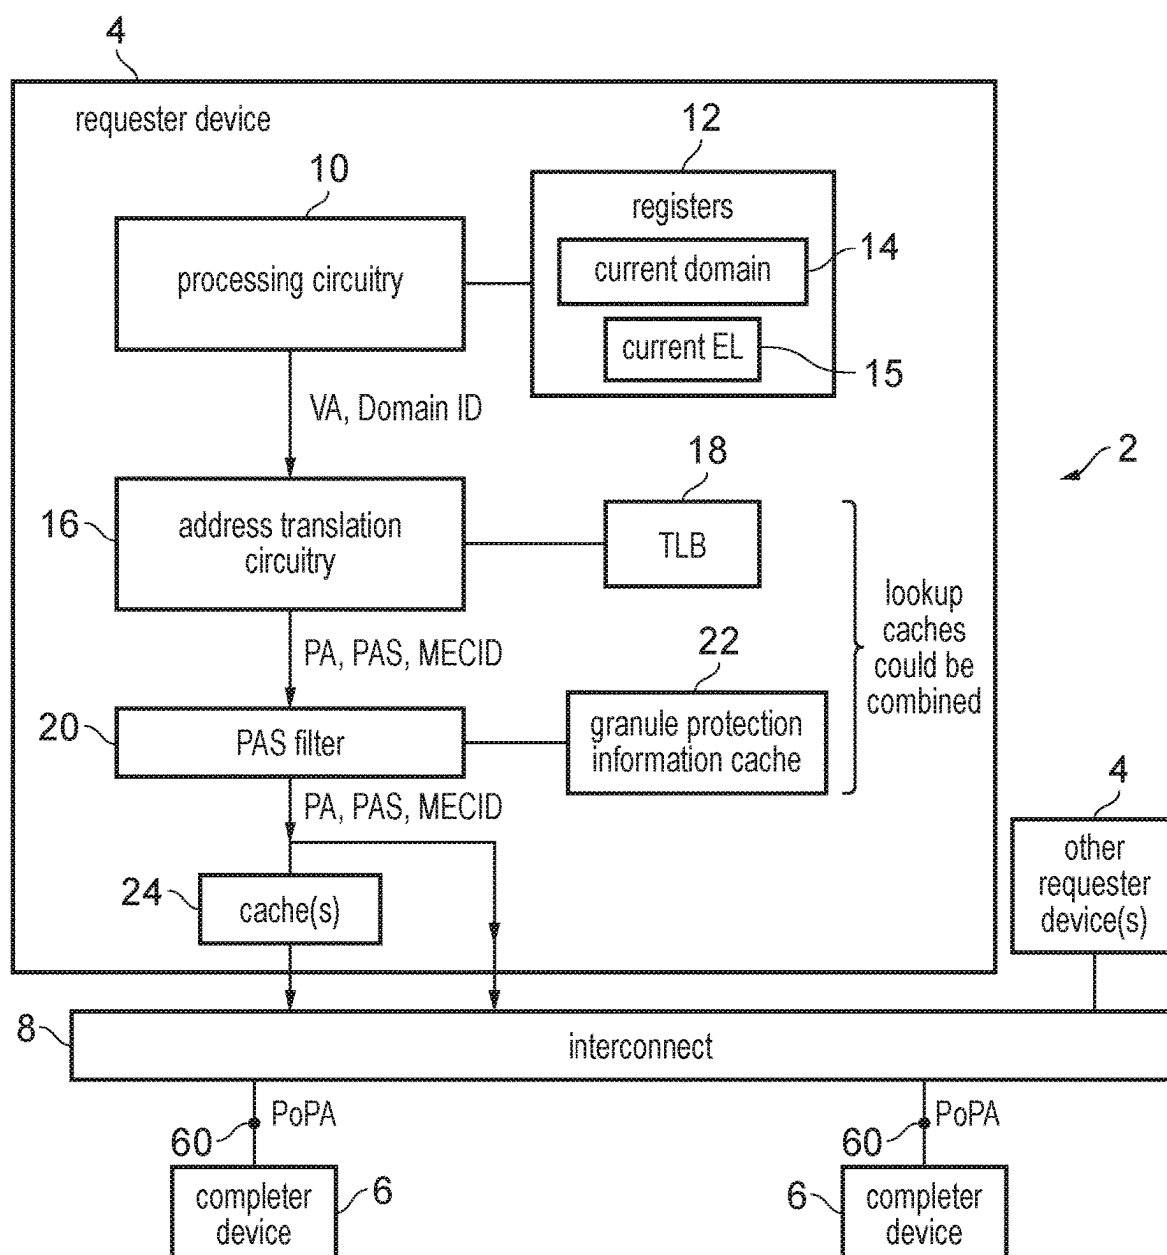 4
requester device
12
10
registers
processing circuitry
current domain
14
current EL
15
VA, Domain ID
2
18
16
address translation
circuitry
TLB
lookup
caches
could be
combined
PA, PAS, MECID
22
20
PAS filter
granule protection
information cache
4
PA, PAS, MECID
other
requester
device(s)
24
cache(s)
8
interconnect
PoPA
60
PoPA
60
completer
device
6
6
completer
device